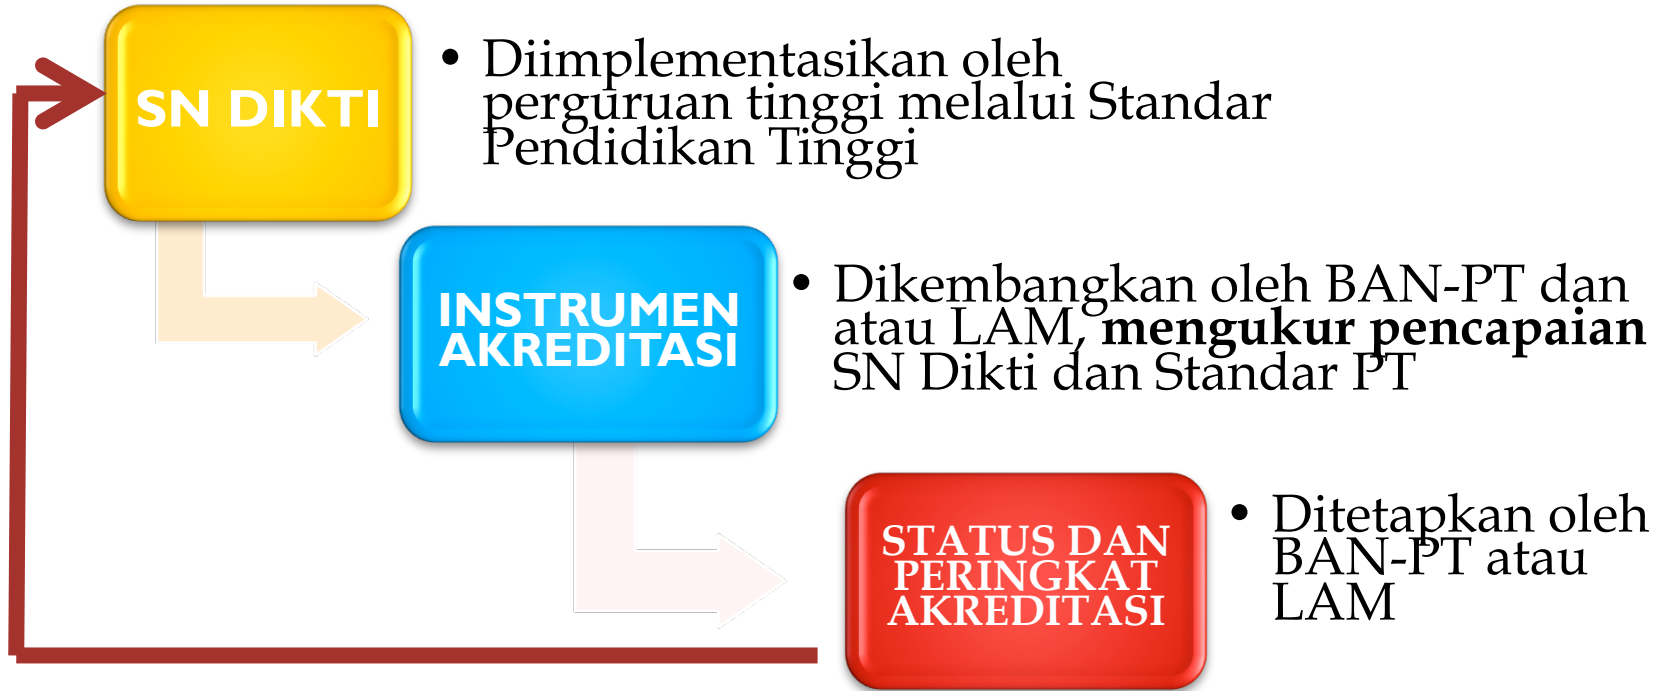 SN DIKTI
• Diimplementasikan oleh
perguruan tinggi melalui Standar
Pendidikan Tinggi
INSTRUMEN
AKREDITASI
• Dikembangkan oleh BAN-PT dan
atau LAM, mengukur pencapaian
SN Dikti dan Standar PT
STATUS DAN
PERINGKAT
AKREDITASI
• Ditetapkan oleh
BAN-PT atau
LAM